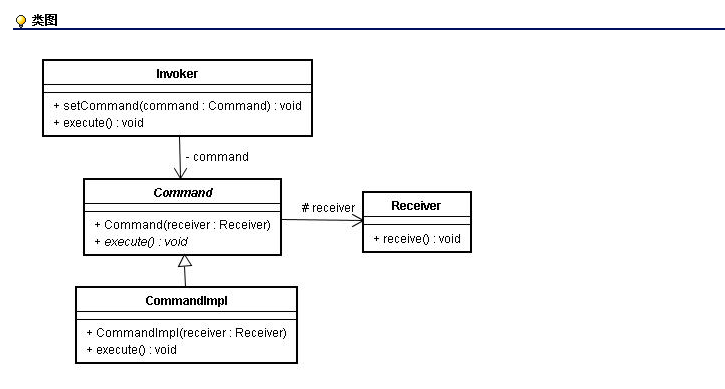 类图
Invoker
+ setCommand(command : Command) : void
+ execute() : void
- command
Command
+ Command(receiver : Receiver)
+ execute() : void
# receiver
Receiver
+ receive() : void
CommandImpl
+ CommandImpl(receiver : Receiver)
+ execute() : void